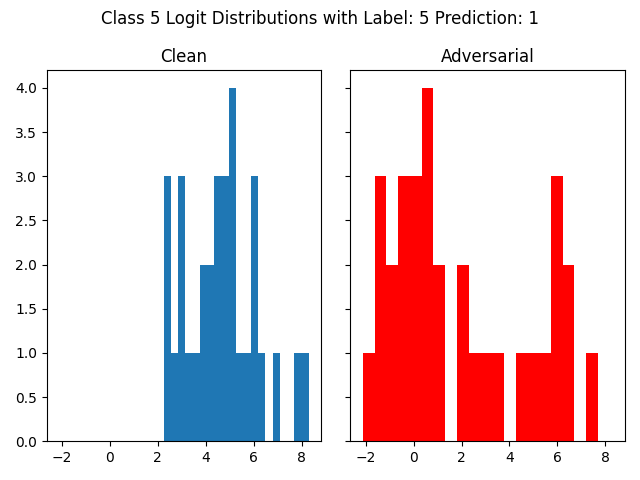 Class 5 Logit Distributions with Label: 5 Prediction: 1
Clean
Adversarial
4.0
3.5
3.0
2.5
2.0
1.5
1.0
0.5
0.0
−2 0 2 4 6 8
−2 0 2 4 6 8